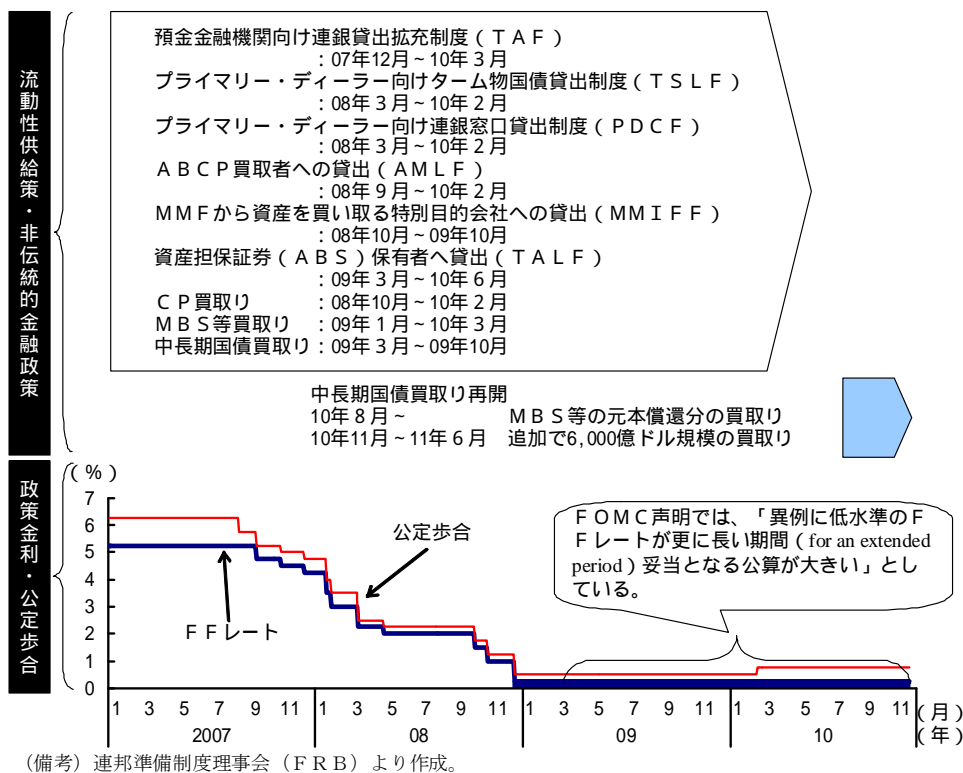 流動性供給策・非伝統的金融政策
預金金融機関向け連銀貸出拡充制度(TAF)
:07年12月~10年3月
プライマリー・ディーラー向けターム物国債貸出制度(TSLF)
:08年3月~10年2月
プライマリー・ディーラー向け連銀窓口貸出制度(PDCF)
:08年3月~10年2月
ABCP買取者への貸出(AMLF)
:08年9月~10年2月
MMFから資産を買い取る特別目的会社への貸出(MMIFF)
:08年10月~09年10月
資産担保証券(ABS)保有者へ貸出(TALF)
:09年3月~10年6月
CP買取り :08年10月~10年2月
MBS等買取り :09年1月~10年3月
中長期国債買取り:09年3月~09年10月
中長期国債買取り再開
10年8月~ MBS等の元本償還分の買取り
10年11月~11年6月 追加で6,000億ドル規模の買取り
政策金利・公定歩合
(%)
7
6
5
4
3
2
1
0
公定歩合
FFレート
FOMC声明では、「異例に低水準のF
Fレートが更に長い期間(for an extended
period)妥当となる公算が大きい」とし
ている。
1 3 5 7 9 11 1 3 5 7 9 11 1 3 5 7 9 11 1 3 5 7 9 11 (月)
2007 08 09 10 (年)
(備考)連邦準備制度理事会(FRB)より作成。